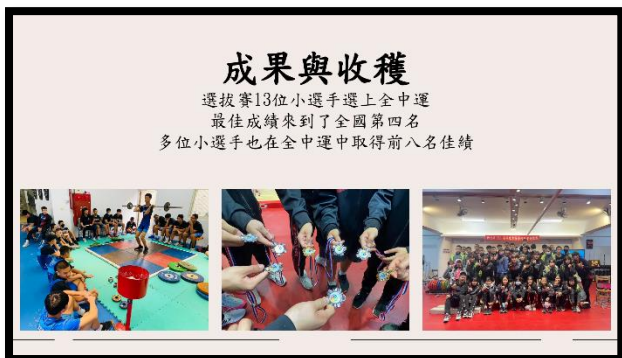 成果與收穫
選拔賽13位小選手選上全中運
最佳成績來到了全國第四名
多位小選手也在全中運中取得前八名佳績